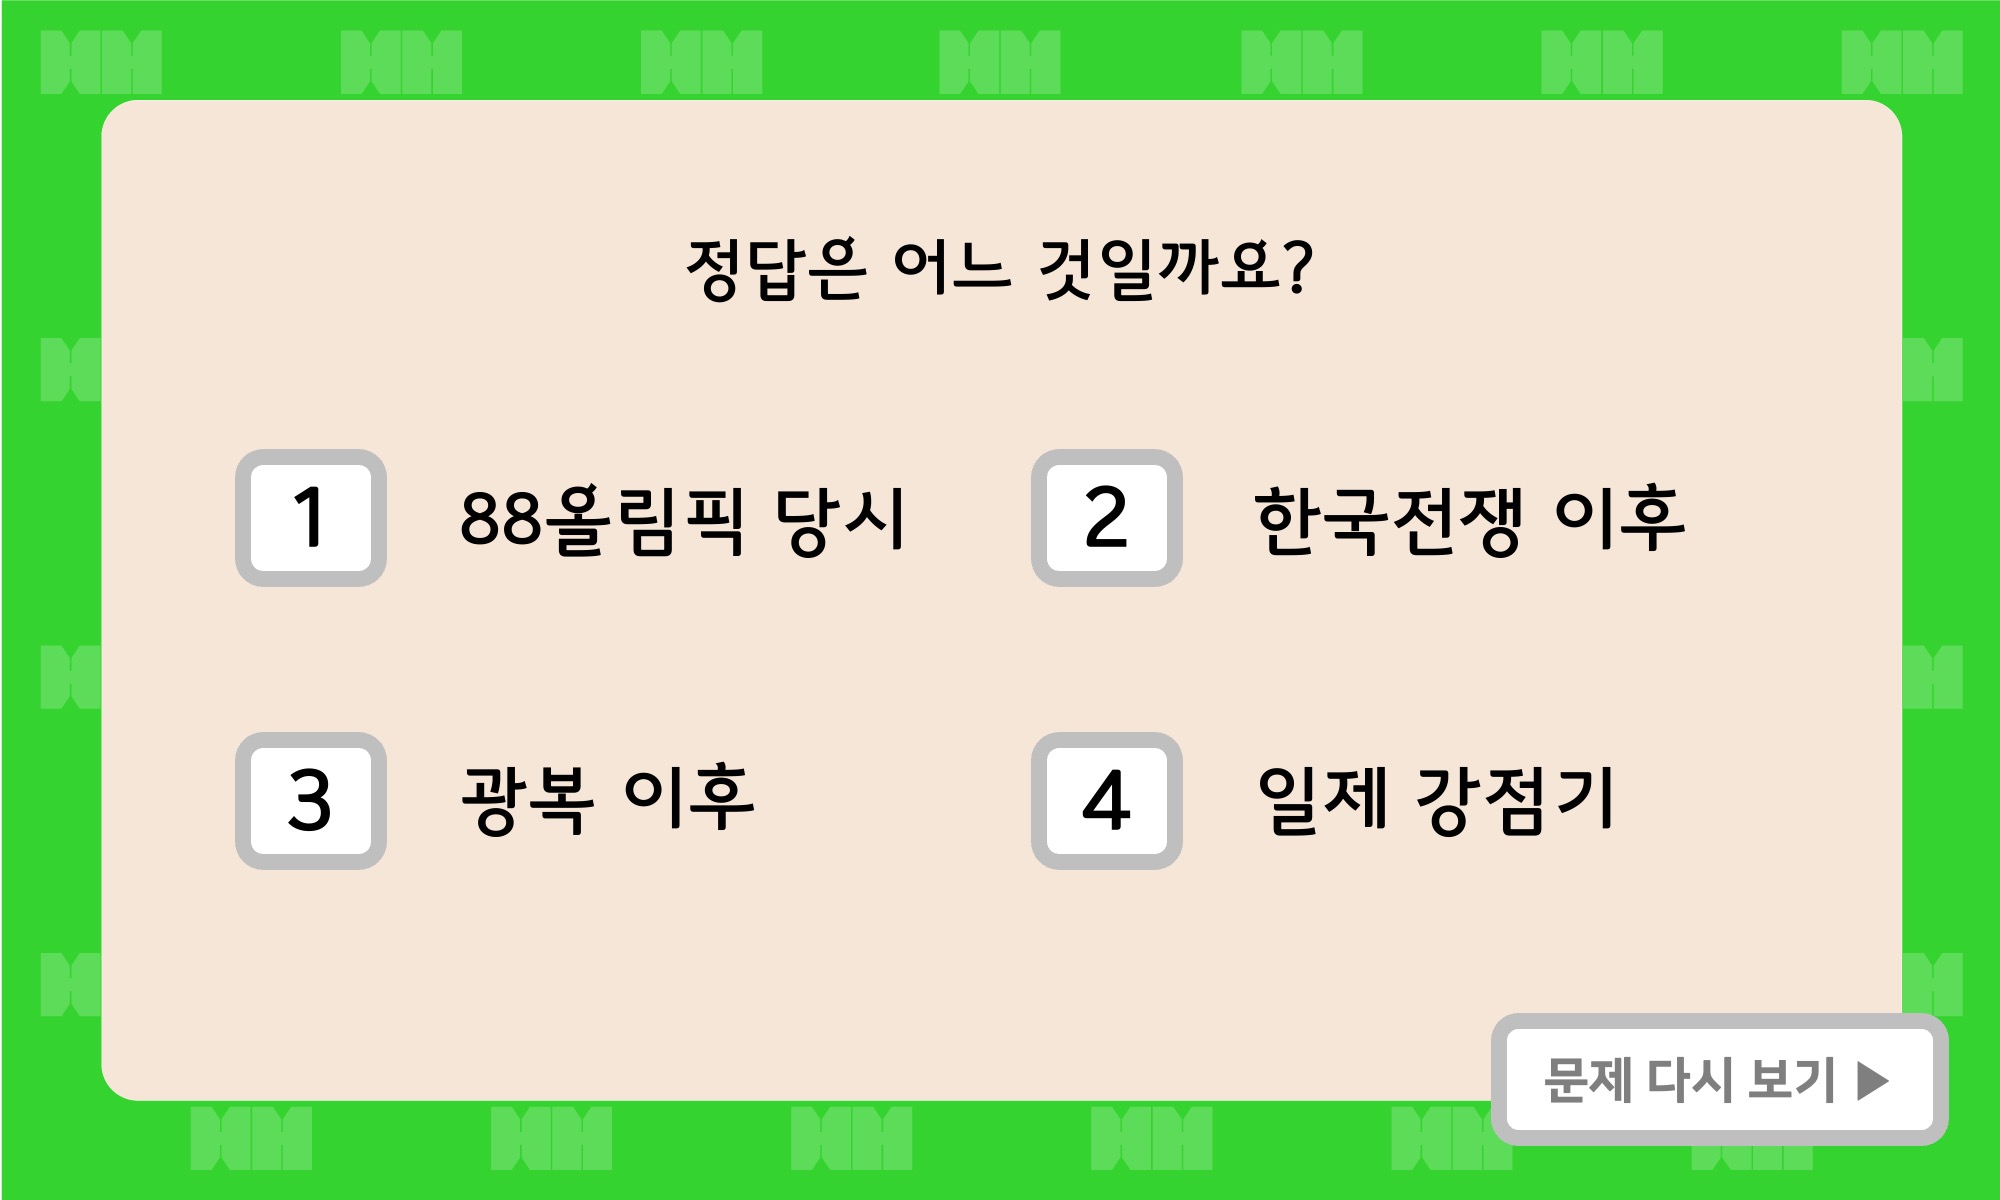 정답은 어느 것일까요?
1 88올림픽 당시
2 한국전쟁 이후
3 광복 이후
4 일제 강점기
문제 다시 보기 ▶